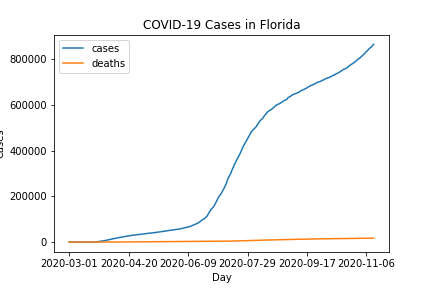 COVID-19 Cases in Florida
cases
deaths
800000
600000
400000
200000
0
Cases
2020-03-01 2020-04-20 2020-06-09 2020-07-29 2020-09-17 2020-11-06
Day